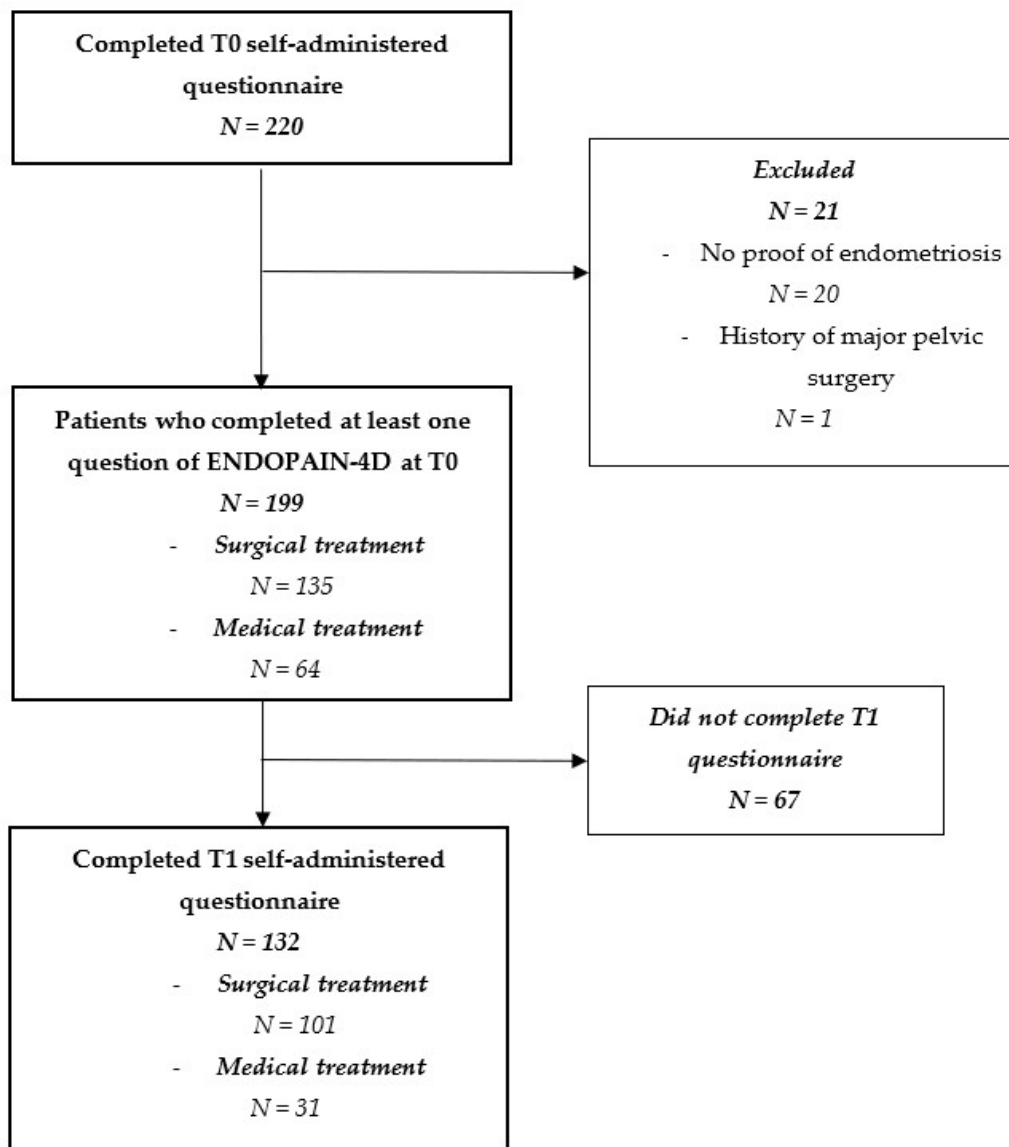 Completed T0 self-administered
questionnaire
N = 220
Excluded
N = 21
- No proof of endometriosis
N = 20
- History of major pelvic
surgery
N = 1
Patients who completed at least one
question of ENDOPAIN-4D at T0
N = 199
- Surgical treatment
N = 135
- Medical treatment
N = 64
Did not complete T1
questionnaire
N = 67
Completed T1 self-administered
questionnaire
N = 132
- Surgical treatment
N = 101
- Medical treatment
N = 31